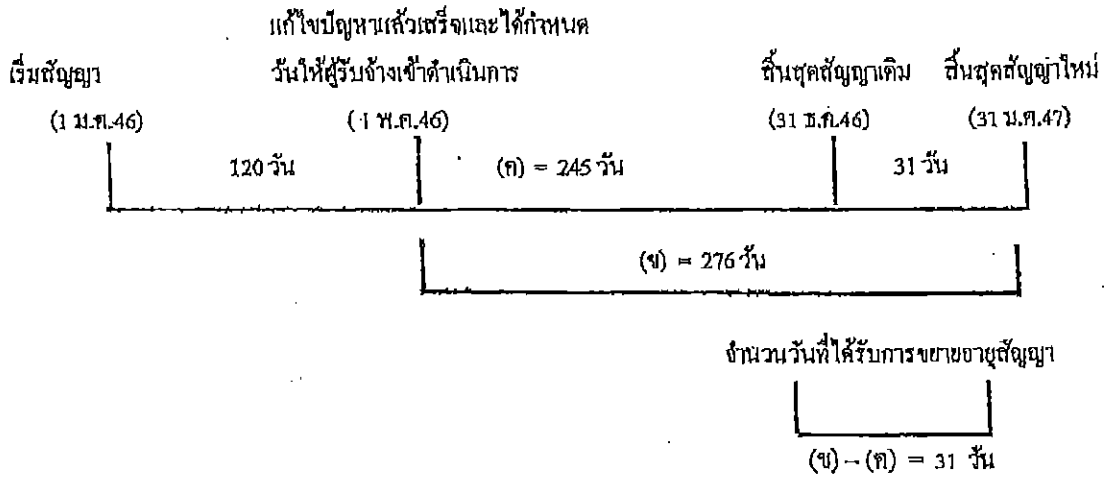 แก้ไขปัญหาแล้วเสร็จและได้กำหนด
เริ่มสัญญา วันให้ผู้รับจ้างเข้าดำเนินการ สิ้นสุดสัญญาเดิม สิ้นสุดสัญญาใหม่
(1 ม.ค.46) (1 พ.ค.46) (31 ธ.ค.46) (31 ม.ค.47)
120 วัน (ค) = 245 วัน 31 วัน
(ข) = 276 วัน
จำนวนวันที่ได้รับการขยายอายุสัญญา
(ข) – (ค) = 31 วัน